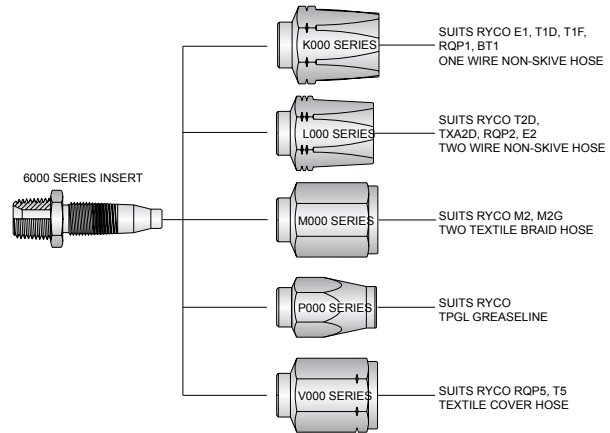 K000 SERIES
SUITS RYCO E1, T1D, T1F,
RQP1, BT1
ONE WIRE NON-SKIVE HOSE
L000 SERIES
SUITS RYCO T2D,
TXA2D, RQP2, E2
TWO WIRE NON-SKIVE HOSE
6000 SERIES INSERT
M000 SERIES
SUITS RYCO M2, M2G
TWO TEXTILE BRAID HOSE
P000 SERIES
SUITS RYCO
TPGL GREASELINE
V000 SERIES
SUITS RYCO RQP5, T5
TEXTILE COVER HOSE